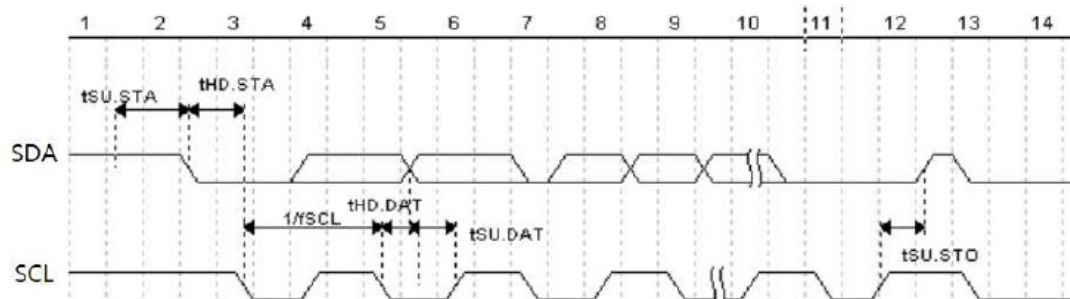 1 2 3 4 5 6 7 8 9 10 11 12 13 14
tHD.STA
tSU.STA
SDA
tHD.DAT
1/fSCL
tSU.DAT
tSU.STO
SCL